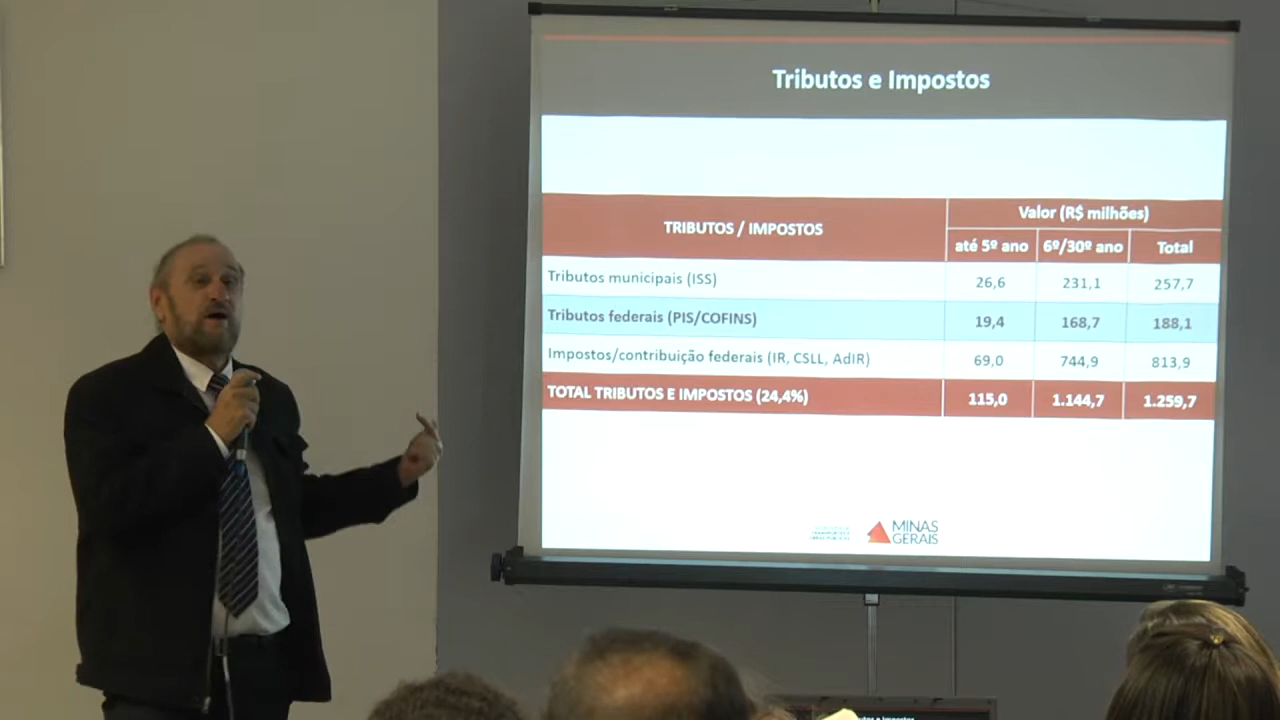 Tributos e Impostos
TRIBUTOS / IMPOSTOS
Valor (R$ milhões)
até 5º ano 6º/30º ano Total
Tributos municipais (ISS) 26,6 231,1 257,7
Tributos federais (PIS/COFINS) 19,4 168,7 188,1
Impostos/contribuição federais (IR, CSLL, AdIR) 69,0 744,9 813,9
TOTAL TRIBUTOS E IMPOSTOS (24,4%) 115,0 1.144,7 1.259,7
MINAS
GERAIS
Tributos e Impostos